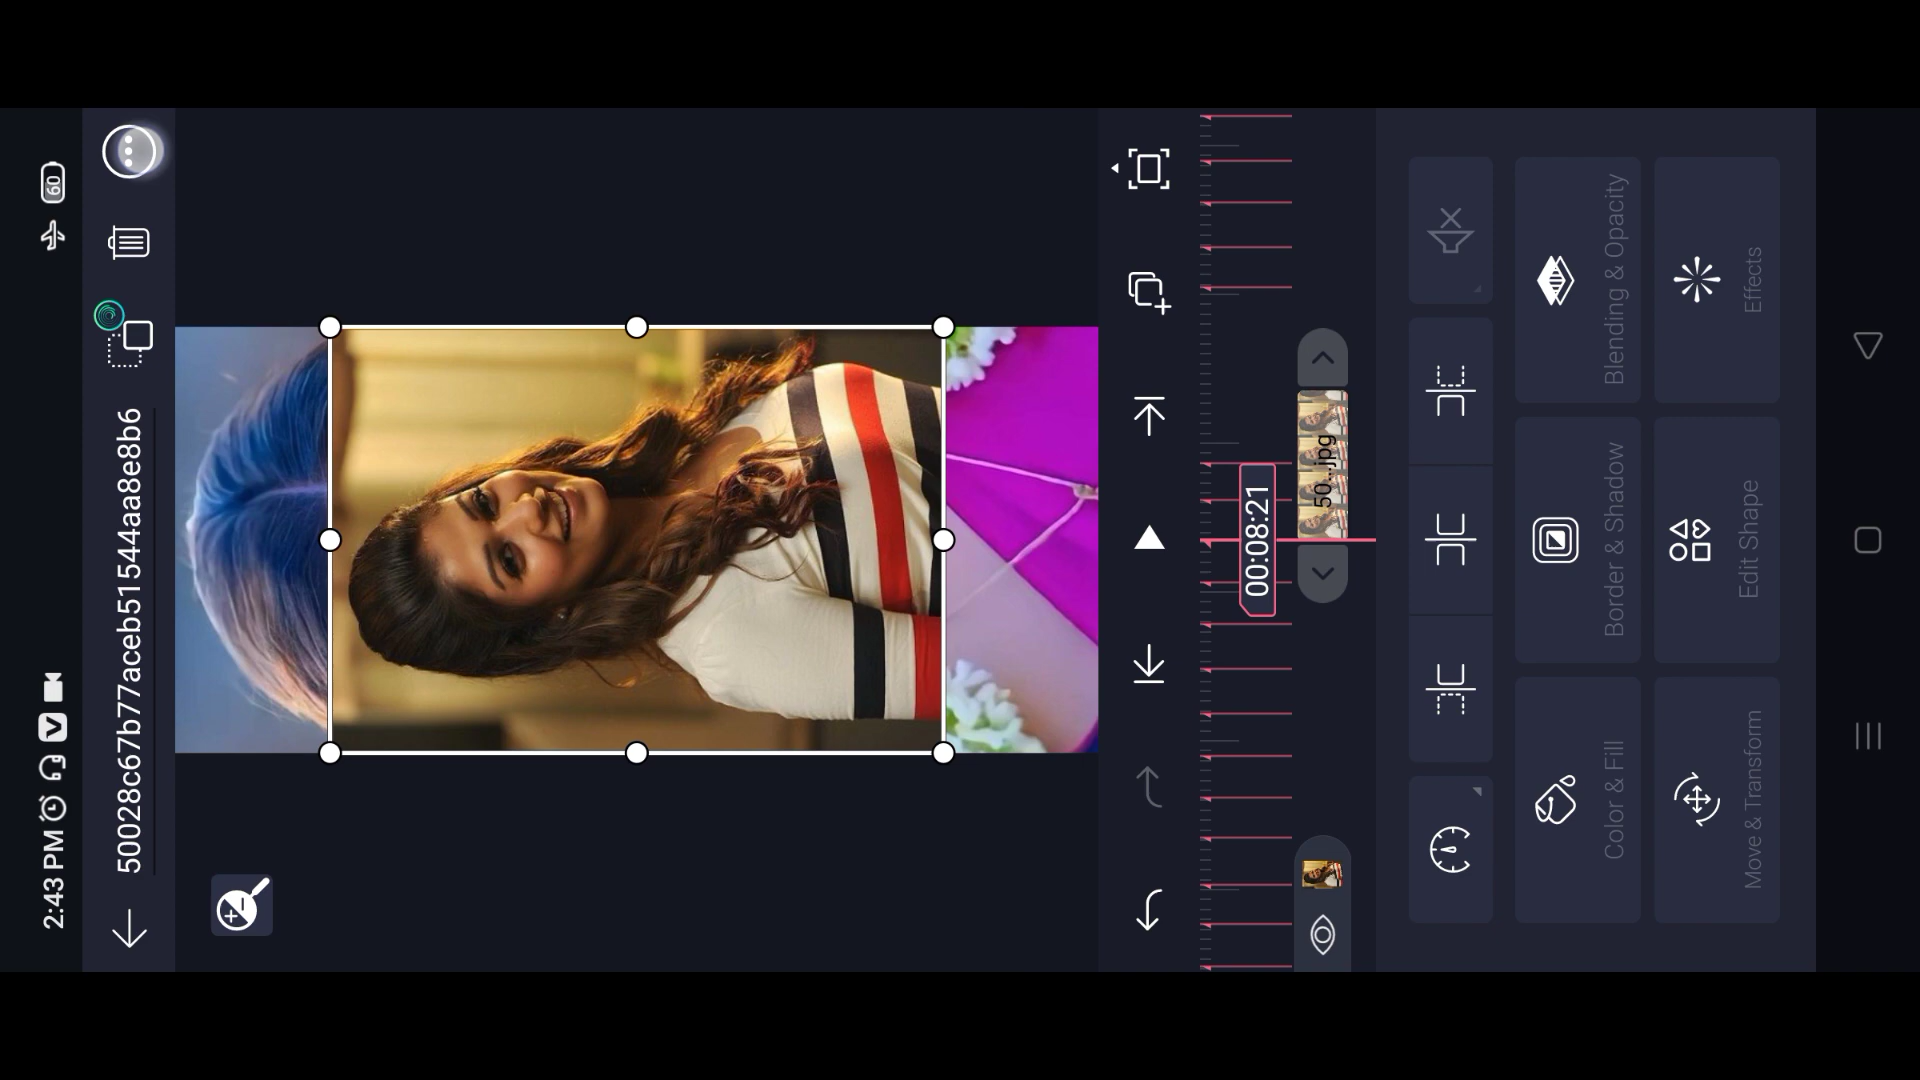 2:43 PM
60
50028c67b77aceb51544aa8e8b6
00:08:21
50...jpg
Color & Fill
Border & Shadow
Blending & Opacity
Move & Transform
Edit Shape
Effects